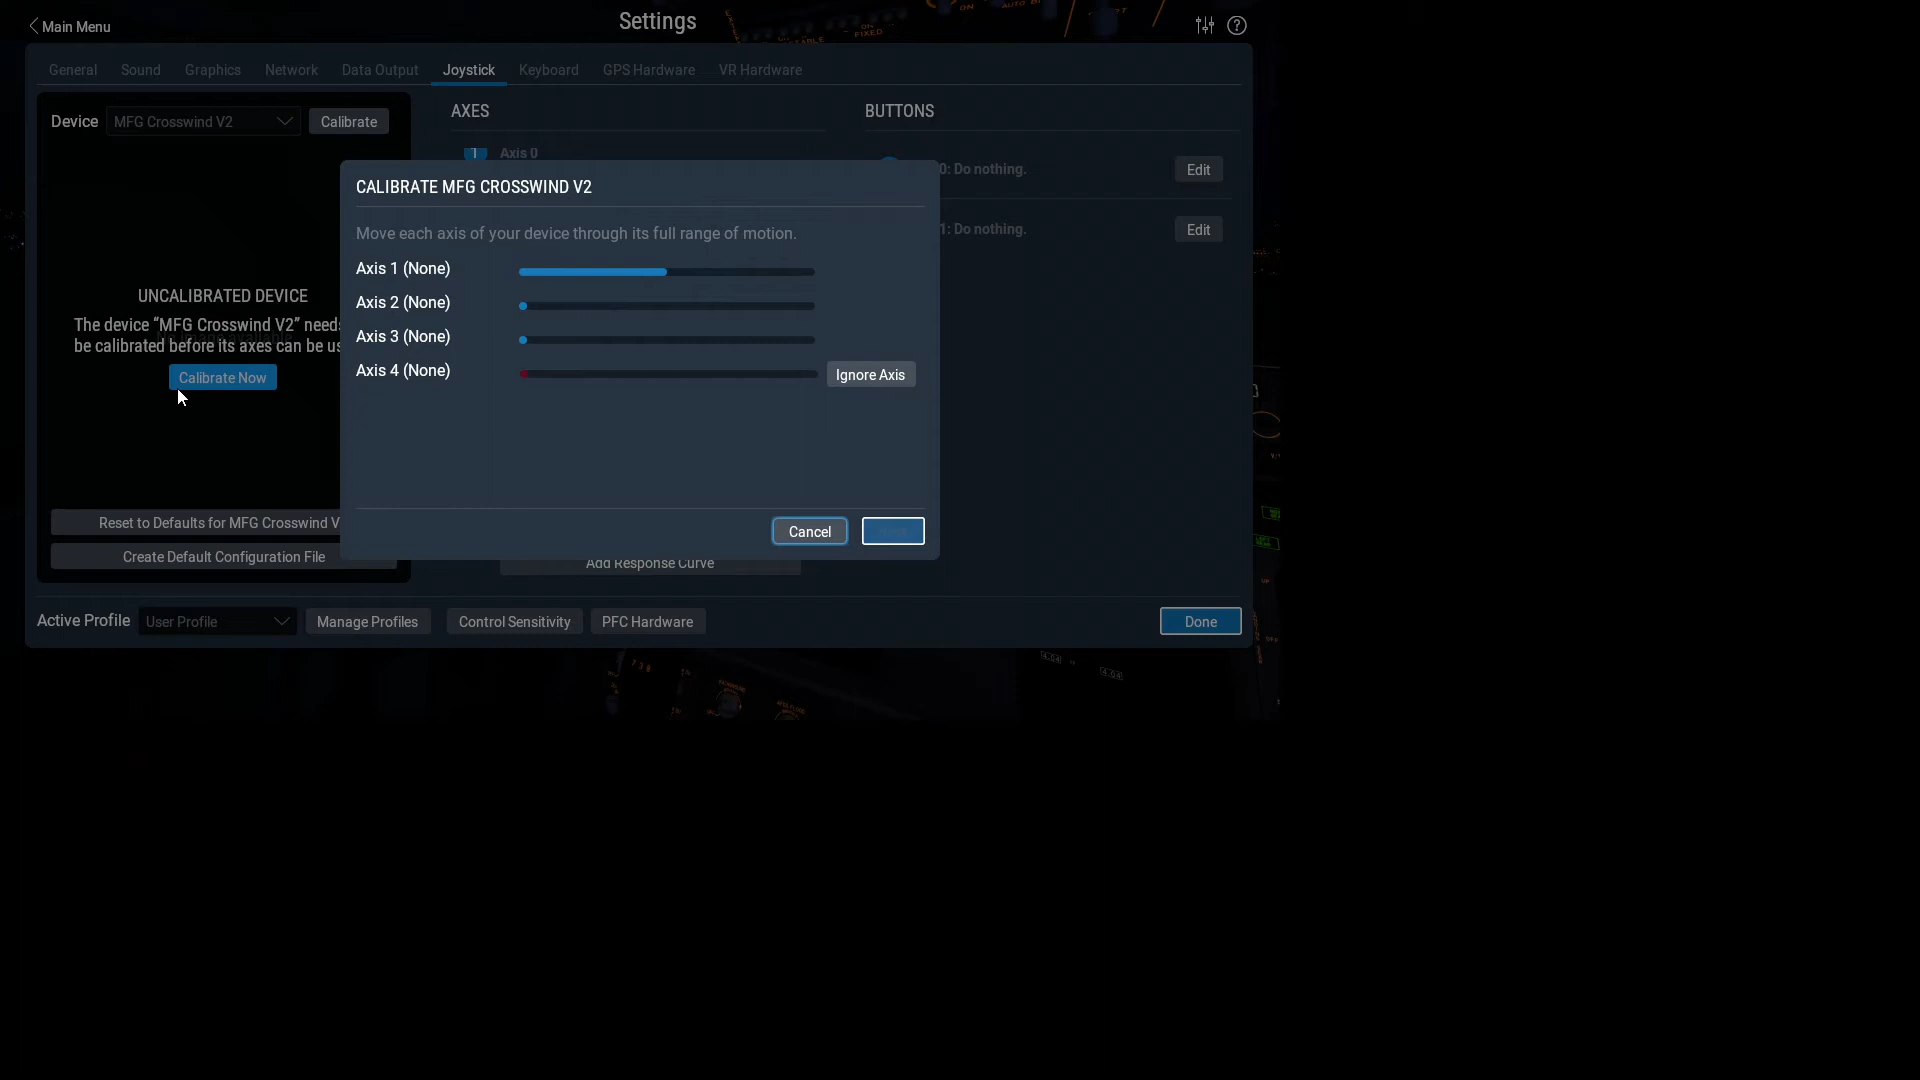 Main Menu
Settings
General Sound Graphics Network Data Output Joystick Keyboard GPS Hardware VR Hardware
Device MFG Crosswind V2 Calibrate
AXES
BUTTONS
1 Axis 0
0: Do nothing. Edit
1: Do nothing. Edit
CALIBRATE MFG CROSSWIND V2
Move each axis of your device through its full range of motion.
Axis 1 (None)
Axis 2 (None)
Axis 3 (None)
Axis 4 (None) Ignore Axis
Cancel
UNCALIBRATED DEVICE
The device “MFG Crosswind V2” need
be calibrated before its axes can be us
No image available
Calibrate Now
Reset to Defaults for MFG Crosswind V
Create Default Configuration File
Add Response Curve
Active Profile User Profile Manage Profiles Control Sensitivity PFC Hardware Done